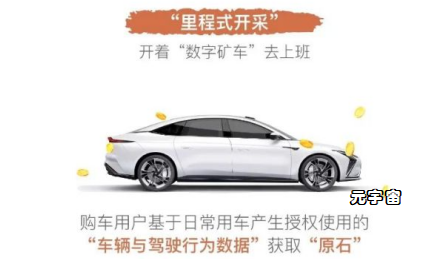 “里程式开采”
开着“数字矿车”去上班
元宇宙
购车用户基于日常用车产生授权使用的
“车辆与驾驶行为数据”获取“原石”